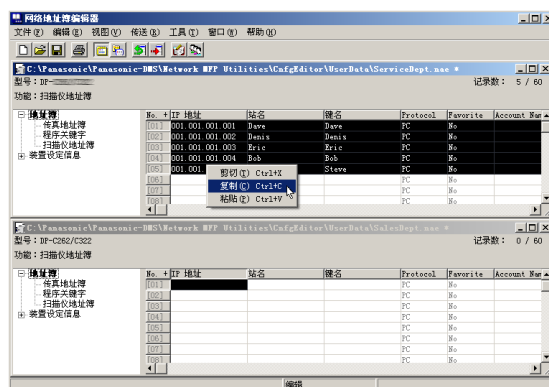 网络地址簿编辑器
文件(F) 编辑(E) 视图(V) 传送(S) 工具(T) 窗口(W) 帮助(H)
C:\Panasonic\Panasonic-DMS\Network MFP Utilities\CnfgEditor\UserData\ServiceDept.nae *
型号：DP- 记录数： 5 / 60
功能：扫描仪地址簿
地址簿
传真地址簿
程序关键字
扫描仪地址簿
装置设定信息
No. + IP 地址 站名 键名 Protocol Favorite Account Nam
[01] 001.001.001.001 Dave Dave PC No
[02] 001.001.001.002 Denis Denis PC No
[03] 001.001.001.003 Eric Eric PC No
[04] 001.001.001.004 Bob Bob PC No
[05] 001.001. Steve PC No
[06] PC No
[07] PC No
[08] PC No
剪切(T) Ctrl+X
复制(C) Ctrl+C
粘贴(P) Ctrl+V
C:\Panasonic\Panasonic-DMS\Network MFP Utilities\CnfgEditor\UserData\SalesDept.nae *
型号：DP-C262/C322 记录数： 0 / 60
功能：扫描仪地址簿
地址簿
传真地址簿
程序关键字
扫描仪地址簿
装置设定信息
No. + IP 地址 站名 键名 Protocol Favorite Account Nam
[01] PC No
[02] PC No
[03] PC No
[04] PC No
[05] PC No
[06] PC No
[07] PC No
[08] PC No
编辑